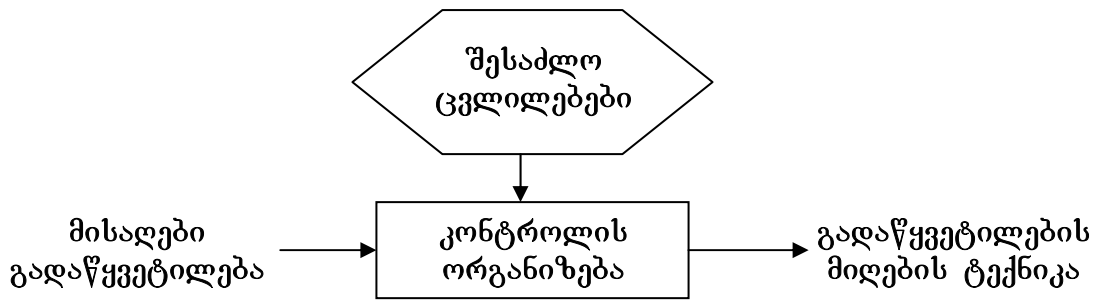 შესაძლო
ცვლილებები
მისაღები
გადაწყვეტილება
კონტროლის
ორგანიზება
გადაწყვეტილების
მიღების ტექნიკა